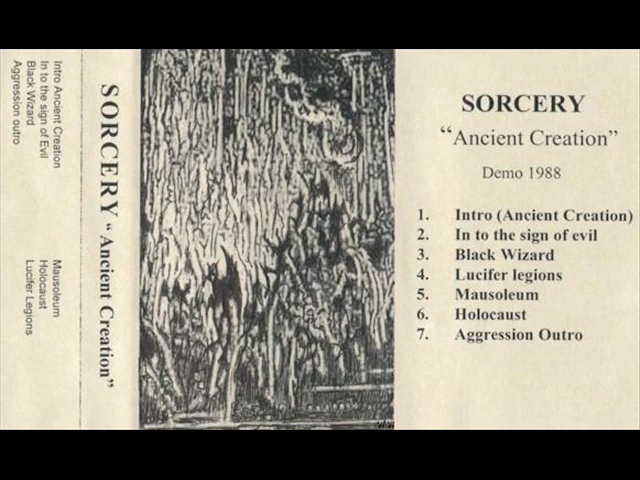 Intro Ancient Creation
In to the sign of Evil
Black Wizard
Aggression outro
Mausoleum
Holocaust
Lucifer Legions
SORCERY “ Ancient Creation”
SORCERY
“Ancient Creation”
Demo 1988
1. Intro (Ancient Creation)
2. In to the sign of evil
3. Black Wizard
4. Lucifer legions
5. Mausoleum
6. Holocaust
7. Aggression Outro